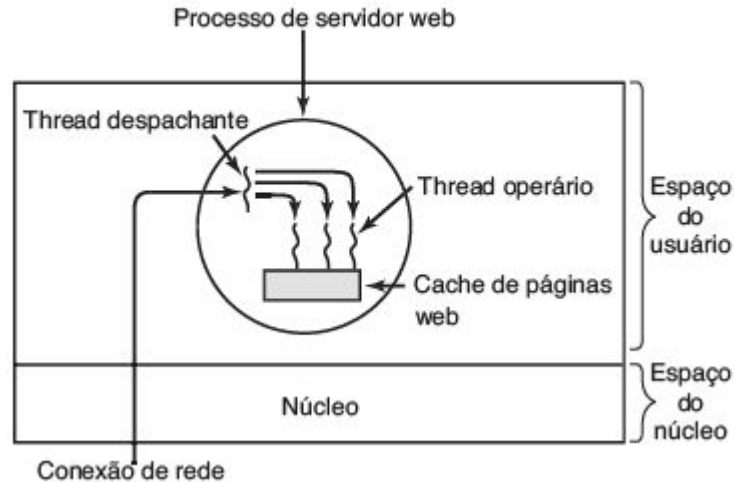 Processo de servidor web
Thread despachante
Thread operário
Cache de páginas
web
Espaço
do
usuário
Núcleo
Espaço
do
núcleo
Conexão de rede